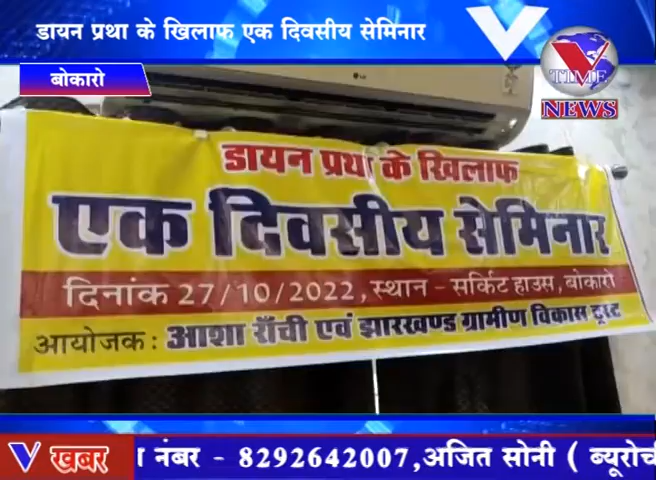 डायन प्रथा के खिलाफ एक दिवसीय सेमिनार
V TIME
NEWS
बोकारो
डायन प्रथा के खिलाफ
एक दिवसीय सेमिनार
दिनांक 27/10/2022, स्थान - सर्किट हाउस, बोकारो
आयोजक : आशा राँची एवं झारखण्ड ग्रामीण विकास ट्रस्ट
V खबर
नंबर - 8292642007,अजित सोनी ( ब्यूरोची